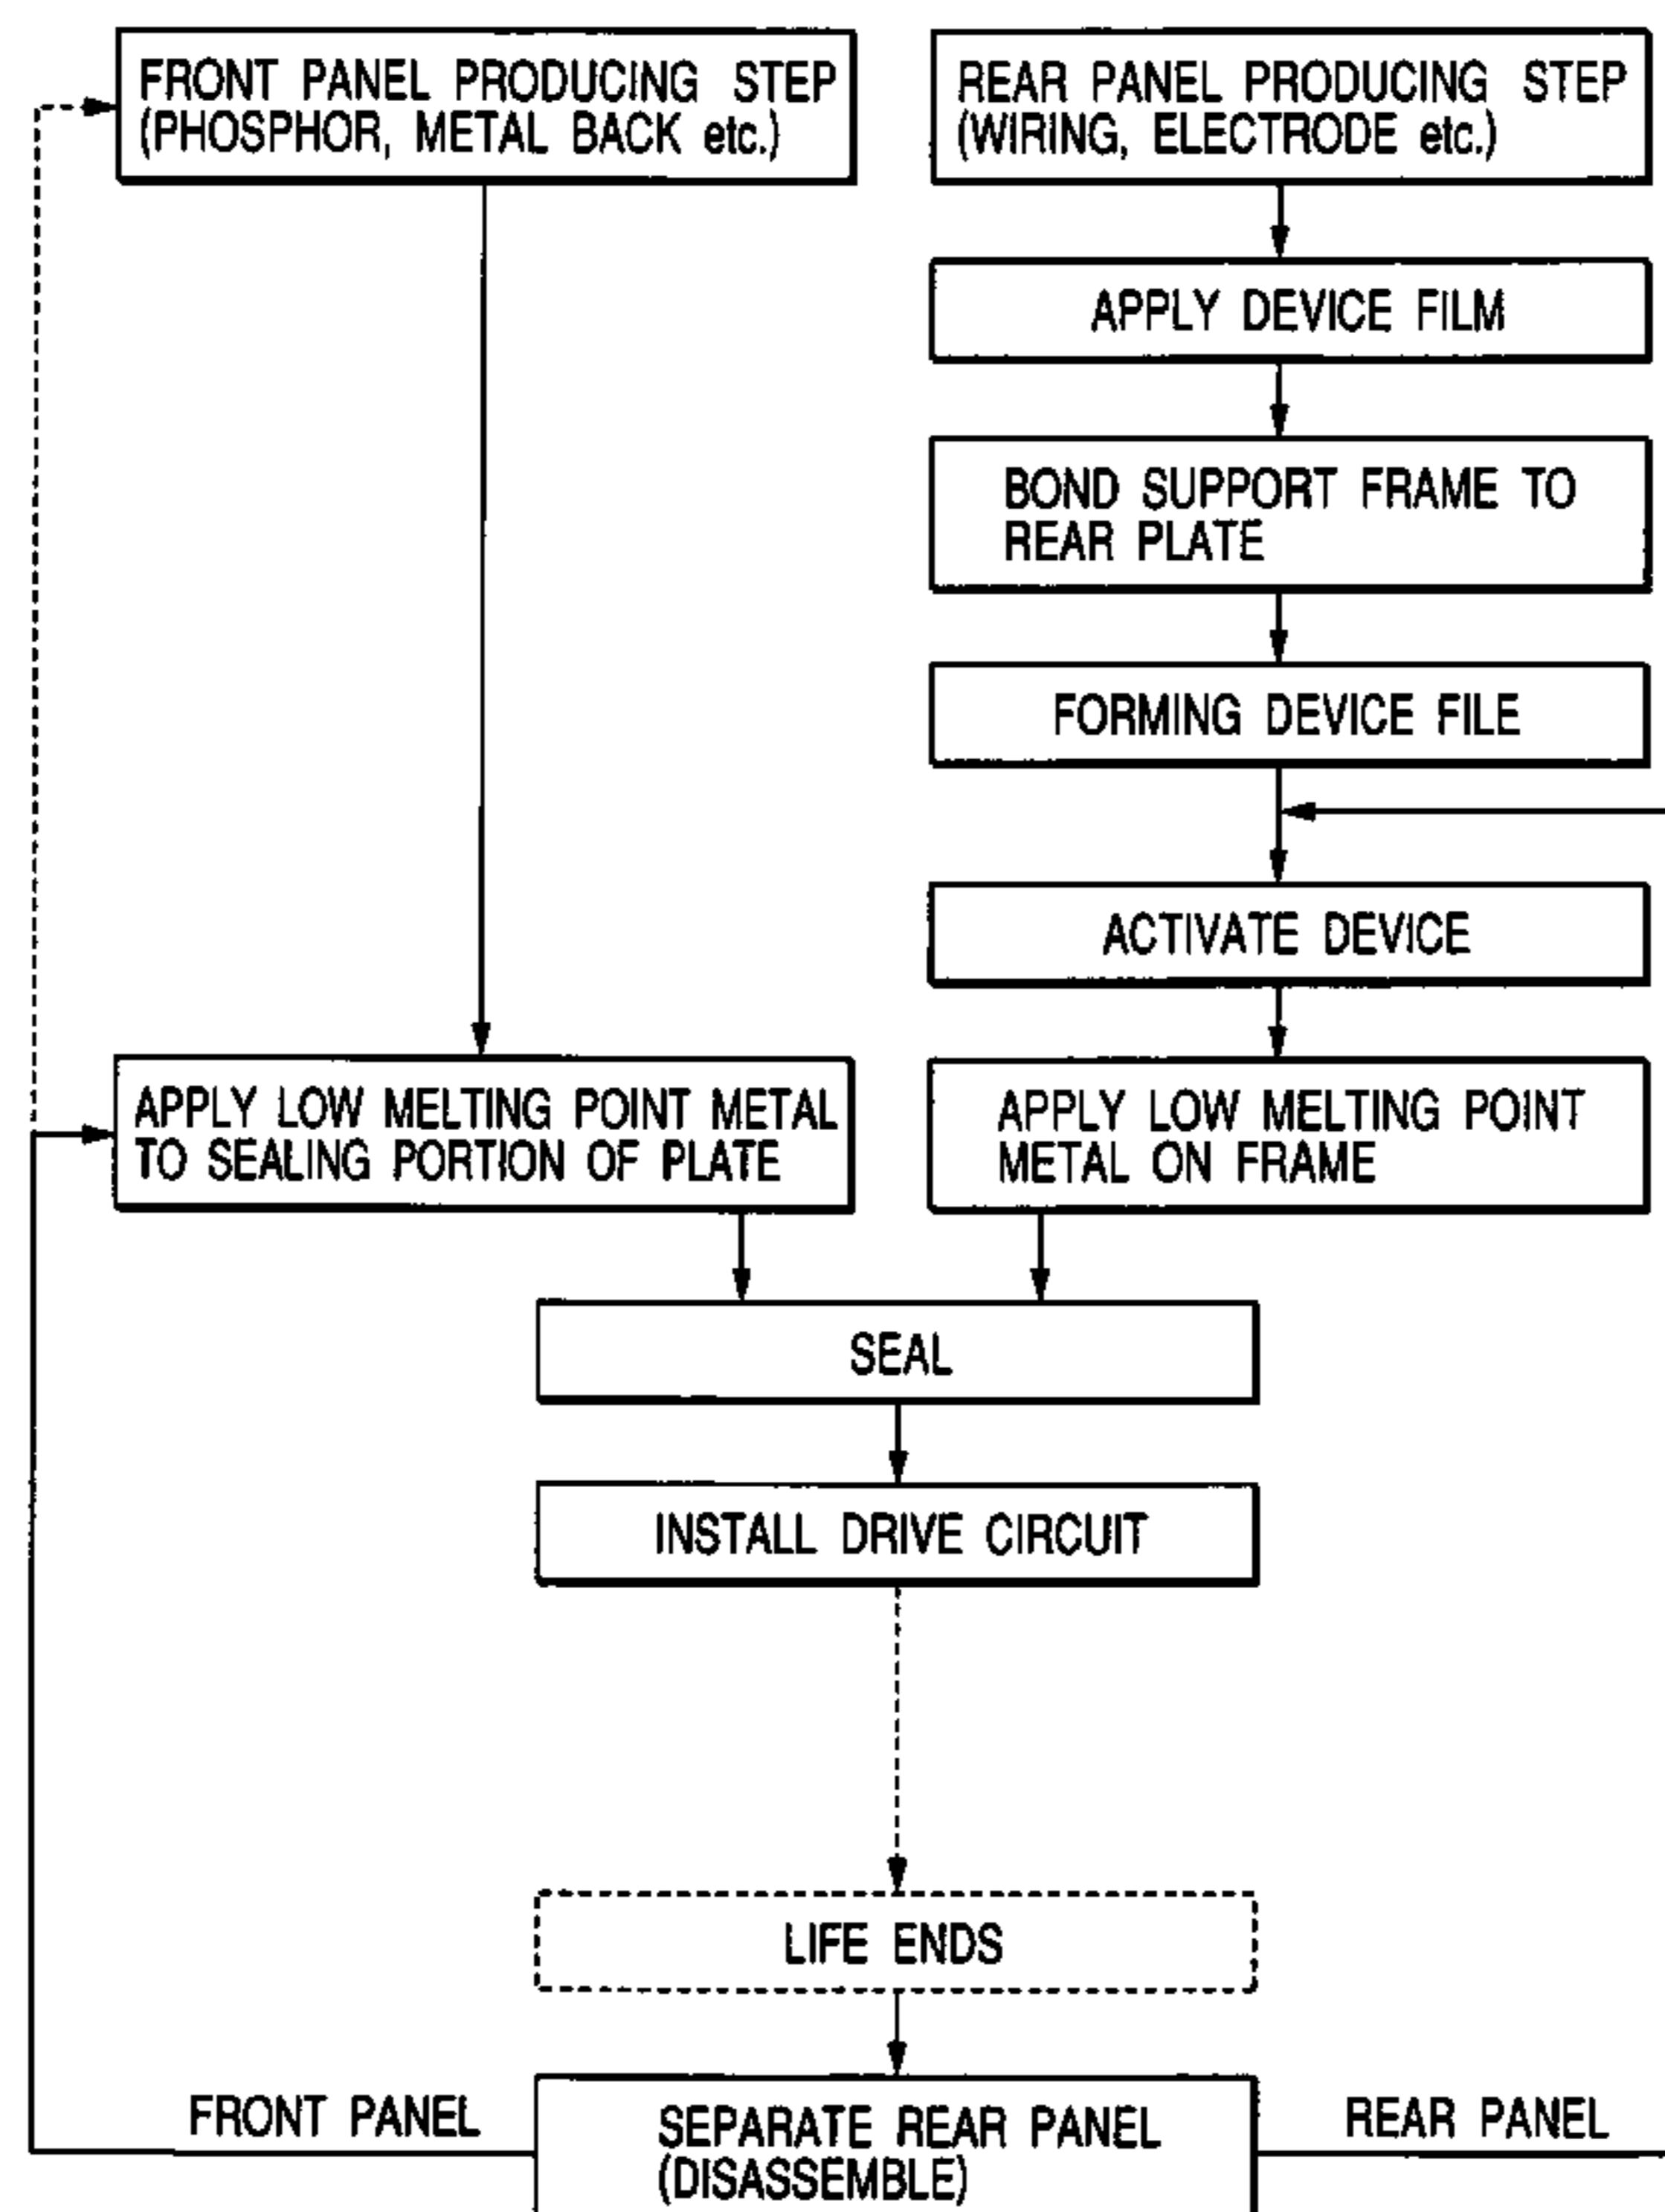 FRONT PANEL PRODUCING STEP
(PHOSPHOR, METAL BACK etc.)
REAR PANEL PRODUCING STEP
(WIRING, ELECTRODE etc.)
APPLY DEVICE FILM
BOND SUPPORT FRAME TO
REAR PLATE
FORMING DEVICE FILE
ACTIVATE DEVICE
APPLY LOW MELTING POINT METAL
TO SEALING PORTION OF PLATE
APPLY LOW MELTING POINT
METAL ON FRAME
SEAL
INSTALL DRIVE CIRCUIT
LIFE ENDS
FRONT PANEL
SEPARATE REAR PANEL
(DISASSEMBLE)
REAR PANEL